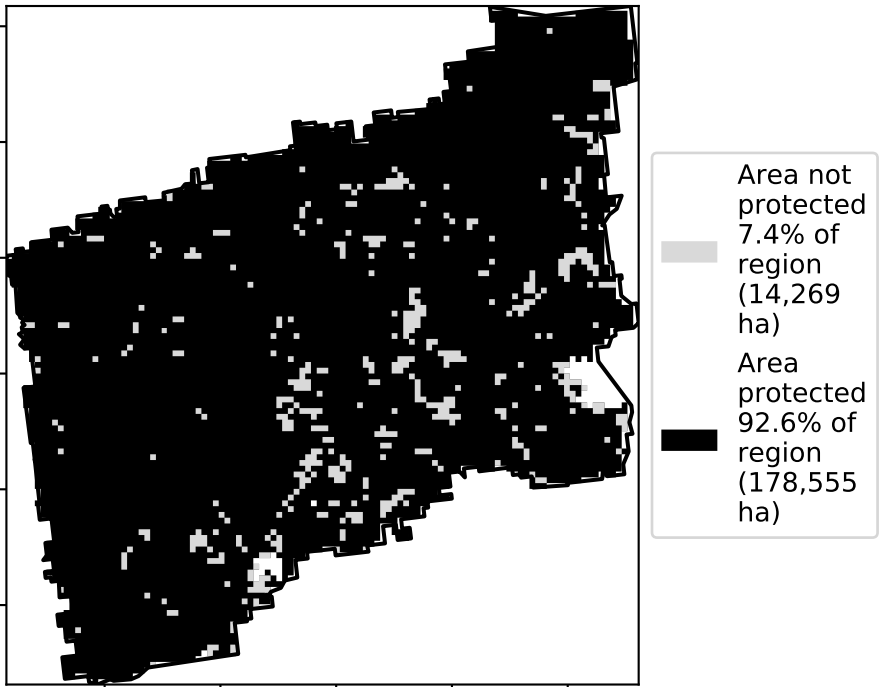 Area not
protected
7.4% of
region
(14,269
ha)
Area
protected
92.6% of
region
(178,555
ha)